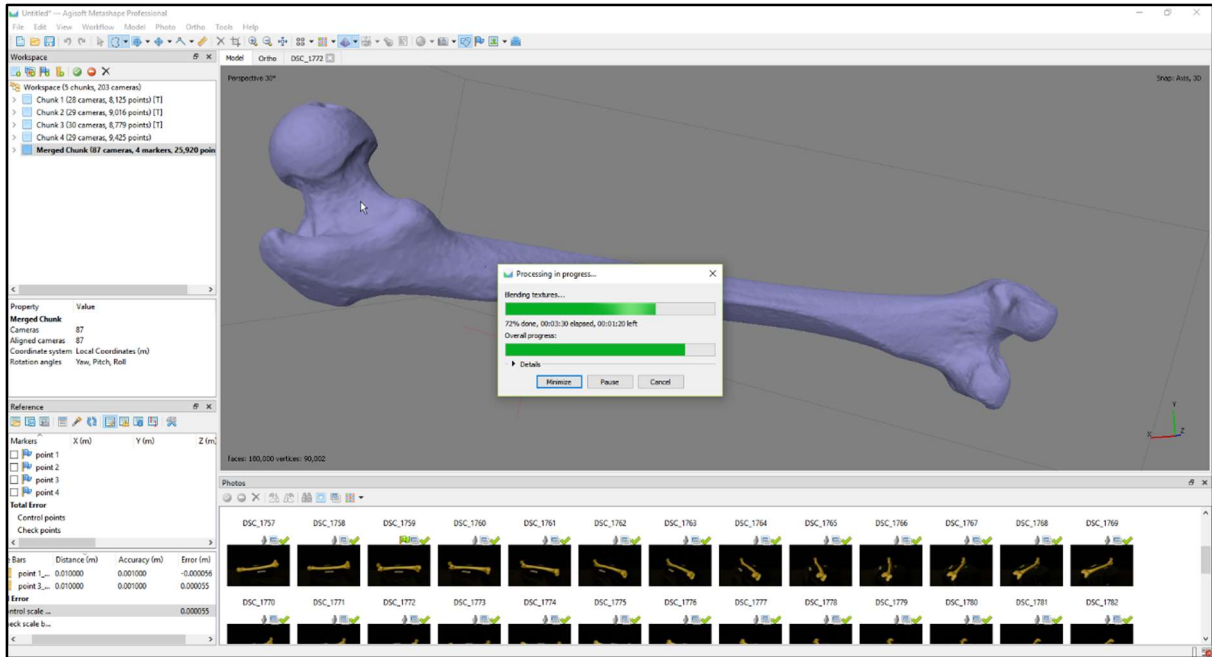 Untitled* — Agisoft Metashape Professional
File Edit View Workflow Model Photo Ortho Tools Help
Workspace
Model Ortho DSC_1772
Perspective 30°
Snap: Axis, 3D
Workspace (5 chunks, 203 cameras)
Chunk 1 (28 cameras, 8,125 points) [T]
Chunk 2 (29 cameras, 9,016 points) [T]
Chunk 3 (30 cameras, 8,779 points) [T]
Chunk 4 (29 cameras, 9,425 points)
Merged Chunk (87 cameras, 4 markers, 25,920 poin
Property Value
Merged Chunk
Cameras 87
Aligned cameras 87
Coordinate system Local Coordinates (m)
Rotation angles Yaw, Pitch, Roll
Processing in progress...
Blending textures...
72% done, 00:03:30 elapsed, 00:01:20 left
Overall progress:
Details
Minimize Pause Cancel
Reference
Markers X (m) Y (m) Z (m)
point 1
point 2
point 3
point 4
Total Error
Control points
Check points
Bars Distance (m) Accuracy (m) Error (m)
point 1_... 0.010000 0.001000 -0.000056
point 3_... 0.010000 0.001000 0.000055
l Error
ntrol scale ... 0.000055
eck scale b...
Y
X Z
faces: 180,000 vertices: 90,002
Photos
DSC_1757 DSC_1758 DSC_1759 DSC_1760 DSC_1761 DSC_1762 DSC_1763 DSC_1764 DSC_1765 DSC_1766 DSC_1767 DSC_1768 DSC_1769
DSC_1770 DSC_1771 DSC_1772 DSC_1773 DSC_1774 DSC_1775 DSC_1776 DSC_1777 DSC_1778 DSC_1779 DSC_1780 DSC_1781 DSC_1782